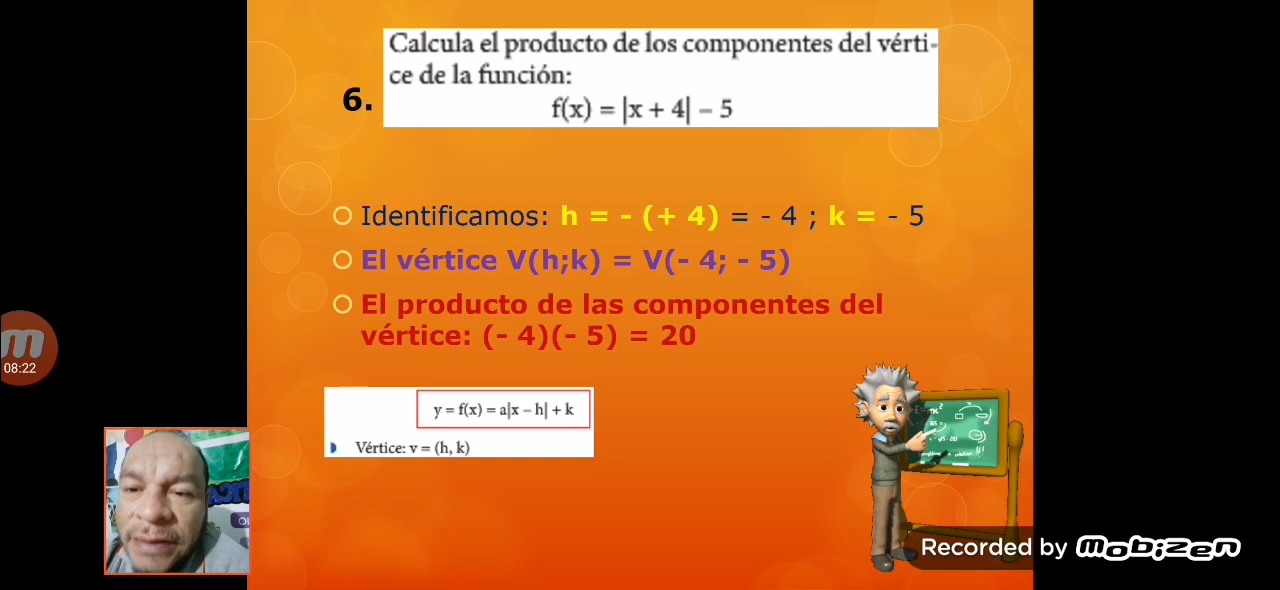 Calcula el producto de los componentes del vérti-
ce de la función:
6.
f(x) = |x + 4| – 5
Identificamos: h = - (+ 4) = - 4 ; k = - 5
El vértice V(h;k) = V(- 4; - 5)
El producto de las componentes del
vértice: (- 4)(- 5) = 20
08:22
y = f(x) = a|x – h| + k
Vértice: v = (h, k)
Recorded by mobizen